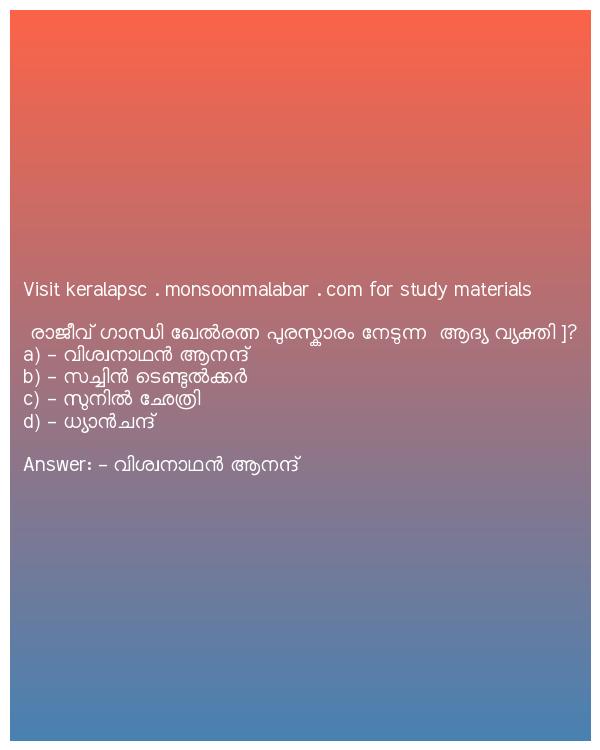 Visit keralapsc . monsoonmalabar . com for study materials
രാജീവ് ഗാന്ധി ഖേൽരത്ന പുരസ്കാരം നേടുന്ന ആദ്യ വ്യക്തി ]?
a) – വിശ്വനാഥൻ ആനന്ദ്
b) – സച്ചിൻ ടെണ്ടുൽക്കർ
c) – സുനിൽ ഛേത്രി
d) – ധ്യാൻചന്ദ്
Answer: – വിശ്വനാഥൻ ആനന്ദ്